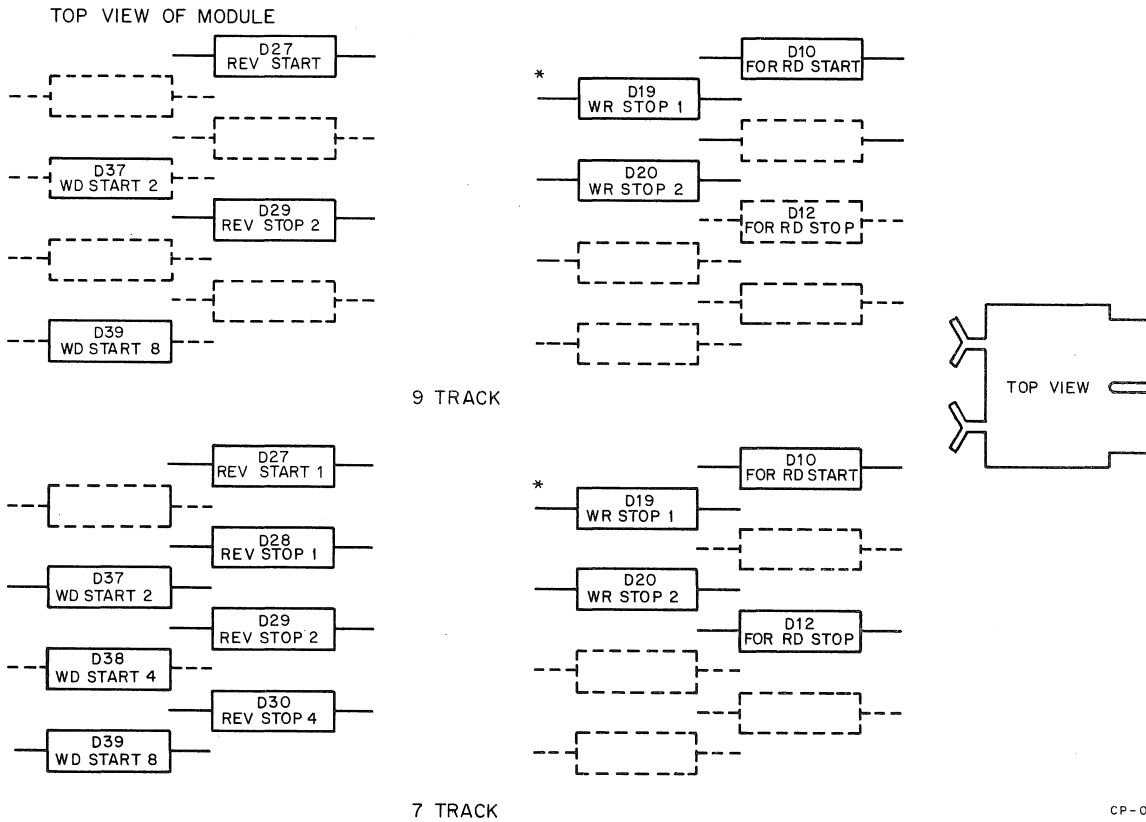 TOP VIEW OF MODULE
D27
REV START
D37
WD START 2
D29
REV STOP 2
D39
WD START 8
D10
FOR RD START
*
D19
WR STOP 1
D20
WR STOP 2
D12
FOR RD STOP
9 TRACK
TOP VIEW
D27
REV START 1
D28
REV STOP 1
D37
WD START 2
D29
REV STOP 2
D38
WD START 4
D30
REV STOP 4
D39
WD START 8
D10
FOR RD START
*
D19
WR STOP 1
D20
WR STOP 2
D12
FOR RD STOP
7 TRACK